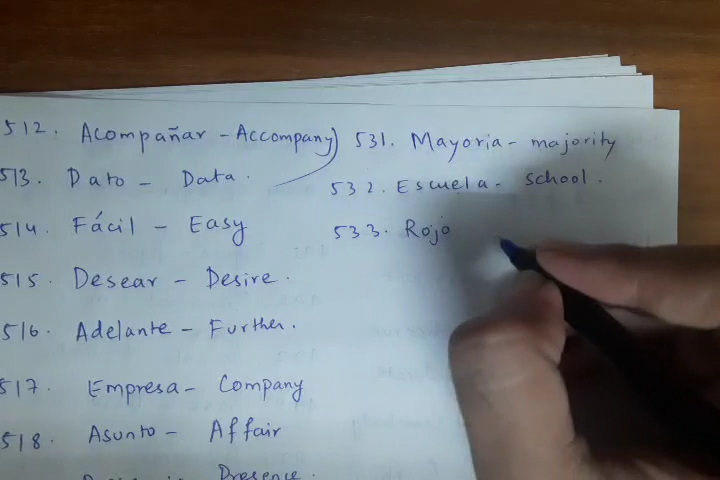 512. Acompañar - Accompany
513. Dato - Data.
514. Fácil - Easy
515. Desear - Desire.
516. Adelante - Further.
517. Empresa - Company
518. Asunto - Affair
Presence.
531. Mayoria - majority
532. Escuela - school.
533. Rojo